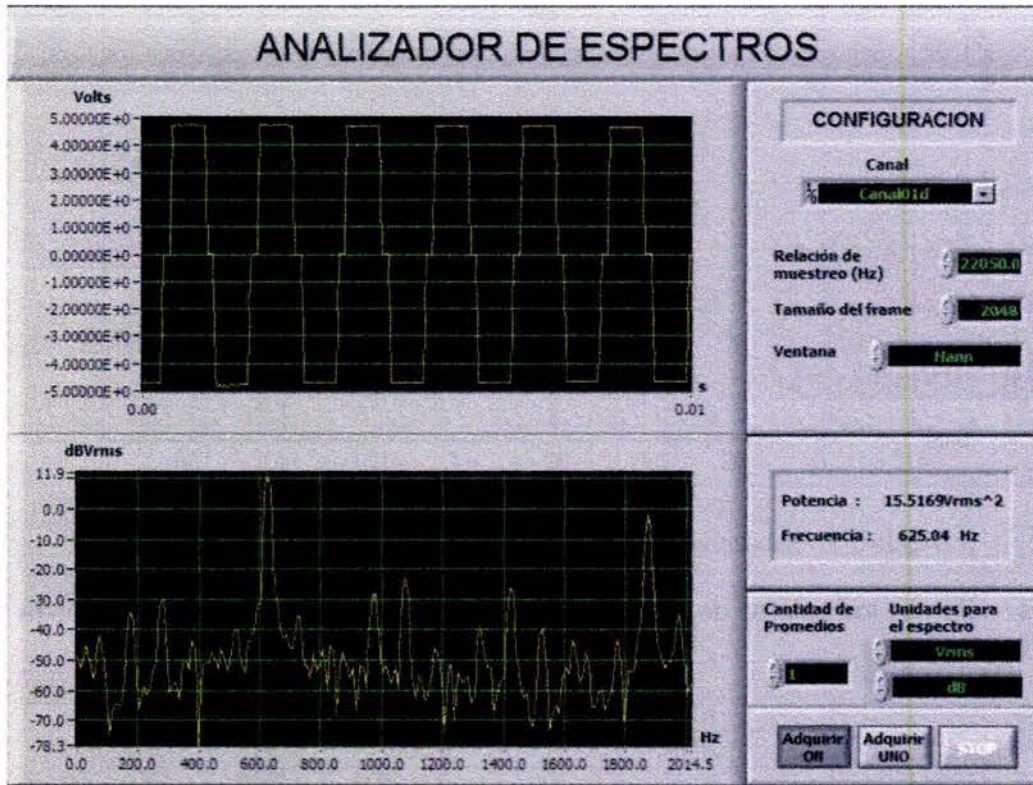 ANALIZADOR DE ESPECTROS
Volts
5.00000E+0
4.00000E+0
3.00000E+0
2.00000E+0
1.00000E+0
0.00000E+0
-1.00000E+0
-2.00000E+0
-3.00000E+0
-4.00000E+0
-5.00000E+0
0.00
0.01
s
dBVrms
11.9
0.0
-10.0
-20.0
-30.0
-40.0
-50.0
-60.0
-70.0
-78.3
Hz
0.0 200.0 400.0 600.0 800.0 1000.0 1200.0 1400.0 1600.0 1800.0 2014.5
CONFIGURACION
Canal
Canal01d
Relación de
muestreo (Hz)
22050.0
Tamaño del frame
2048
Ventana
Hann
Potencia : 15.5169Vrms^2
Frecuencia : 625.04 Hz
Cantidad de
Promedios
1
Unidades para
el espectro
Vrms
dB
Adquirir
ON
Adquirir
UNO
STOP